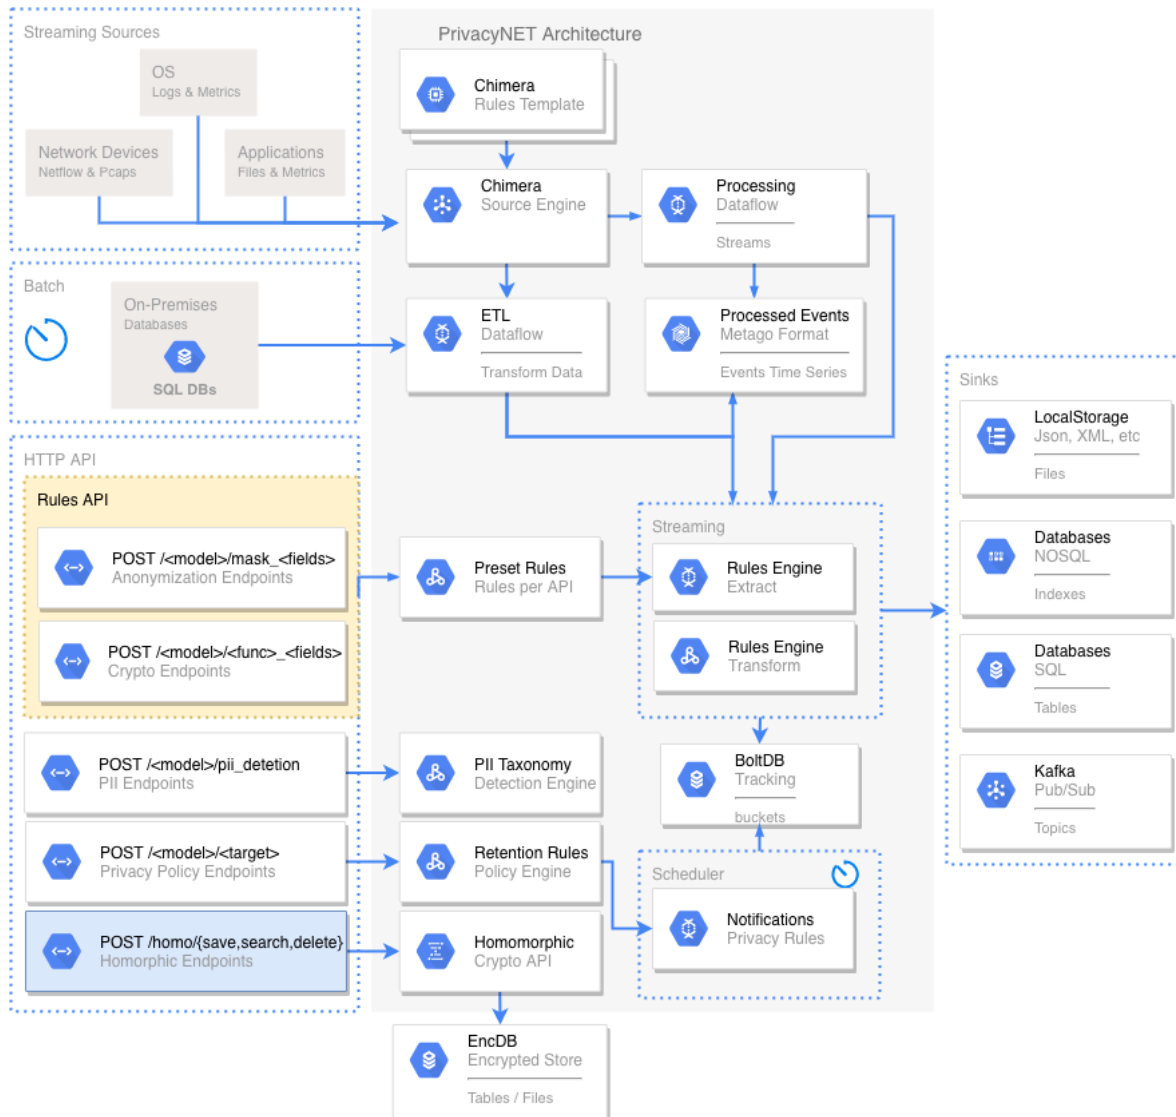 PrivacyNET Architecture
Streaming Sources
OS
Logs & Metrics
Network Devices
Netflow & Pcaps
Applications
Files & Metrics
Chimera
Rules Template
Chimera
Source Engine
Processing
Dataflow
Streams
Batch
On-Premises
Databases
SQL DBs
ETL
Dataflow
Transform Data
Processed Events
Metago Format
Events Time Series
HTTP API
Rules API
POST /<model>/mask_<fields>
Anonymization Endpoints
POST /<model>/<func>_<fields>
Crypto Endpoints
Preset Rules
Rules per API
Streaming
Rules Engine
Extract
Rules Engine
Transform
POST /<model>/pii_detetion
PII Endpoints
PII Taxonomy
Detection Engine
BoltDB
Tracking
buckets
POST /<model>/<target>
Privacy Policy Endpoints
Retention Rules
Policy Engine
Scheduler
Notifications
Privacy Rules
POST /homo/{save,search,delete}
Homorphic Endpoints
Homomorphic
Crypto API
EncDB
Encrypted Store
Tables / Files
Sinks
LocalStorage
Json, XML, etc
Files
Databases
NOSQL
Indexes
Databases
SQL
Tables
Kafka
Pub/Sub
Topics